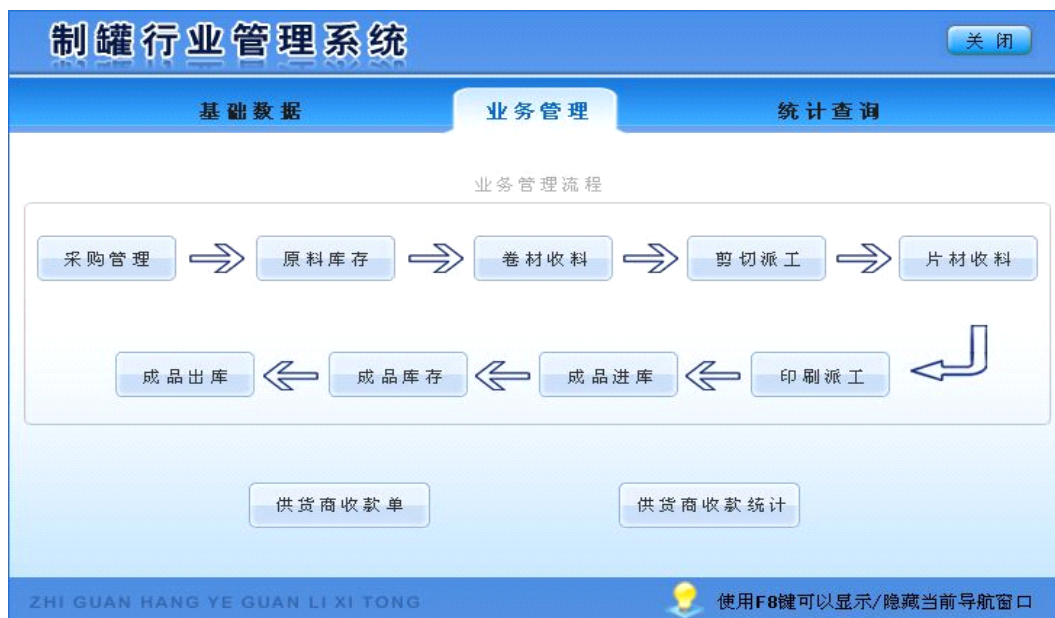 制罐行业管理系统
关 闭
基础数据 业务管理 统计查询
业务管理流程
采购管理 原料库存 卷材收料 剪切派工 片材收料
成品出库 成品库存 成品进库 印刷派工
供货商收款单 供货商收款统计
ZHI GUAN HANG YE GUAN LI XI TONG 使用F8键可以显示/隐藏当前导航窗口